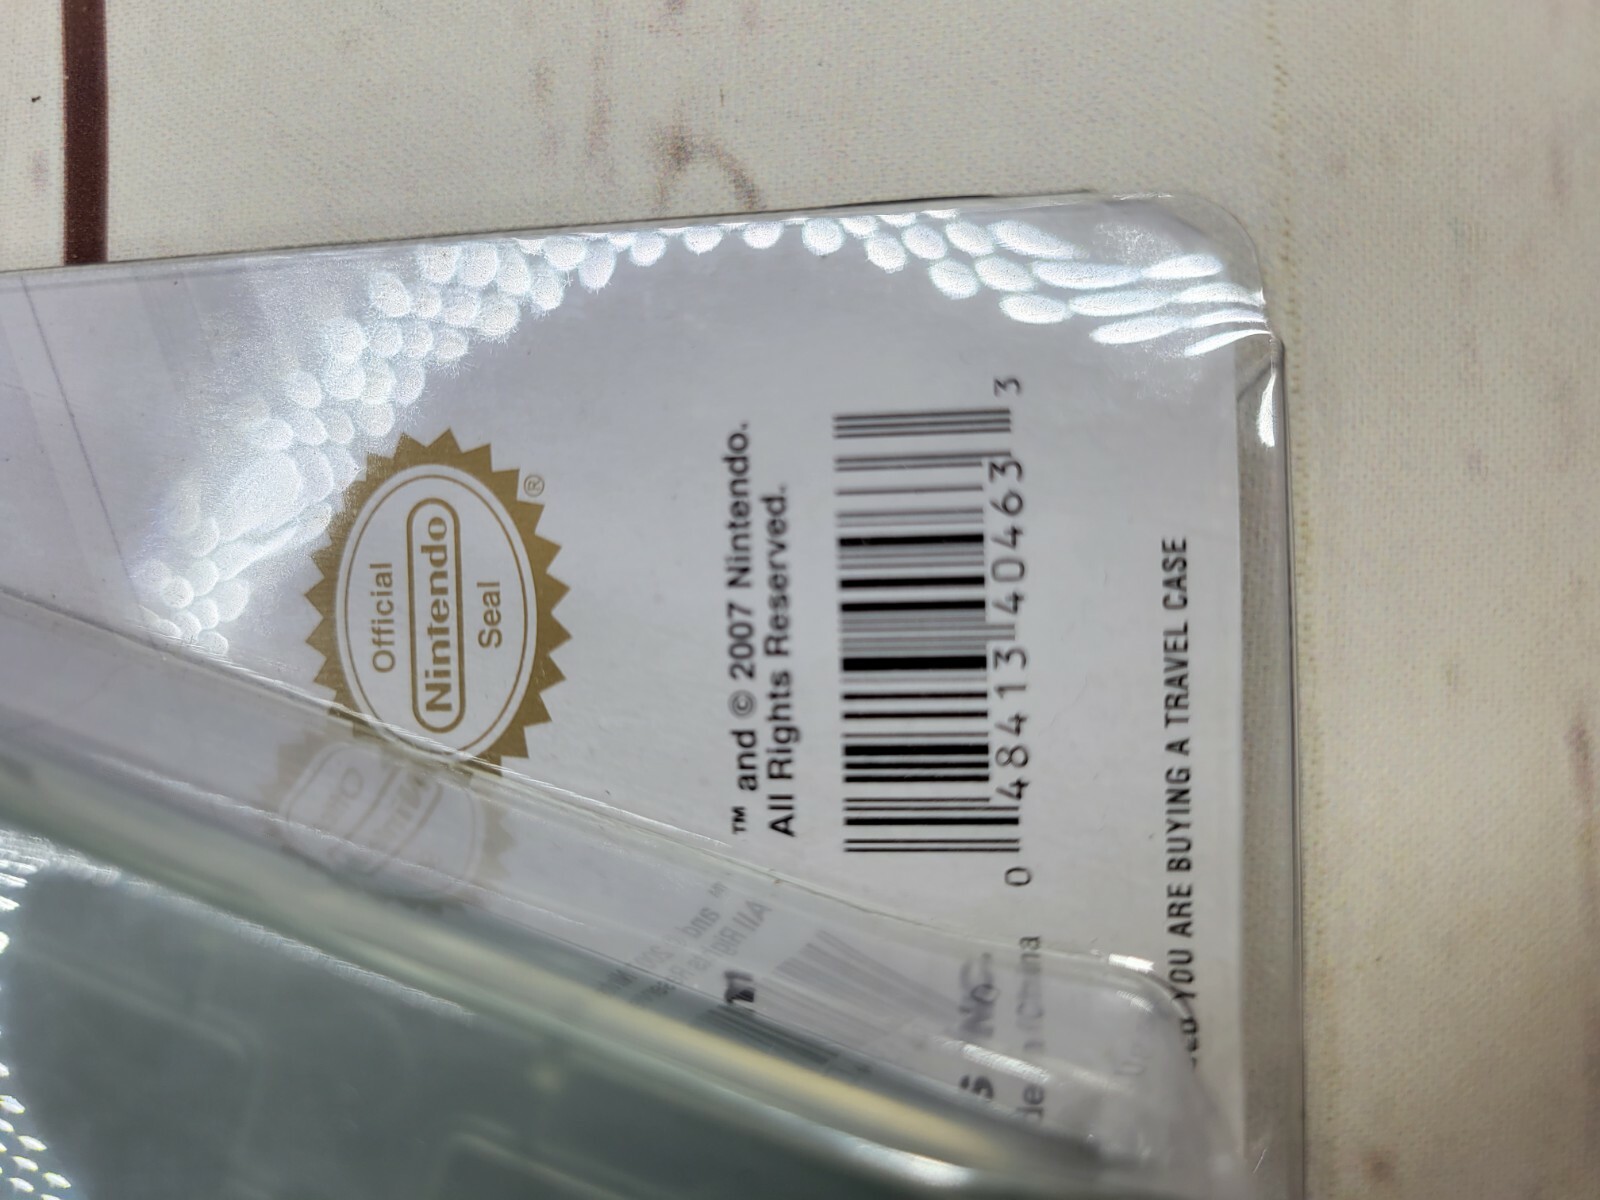 Official
Nintendo
Seal
®
™ and © 2007 Nintendo.
All Rights Reserved.
0 48413 40463 3
YOU ARE BUYING A TRAVEL CASE